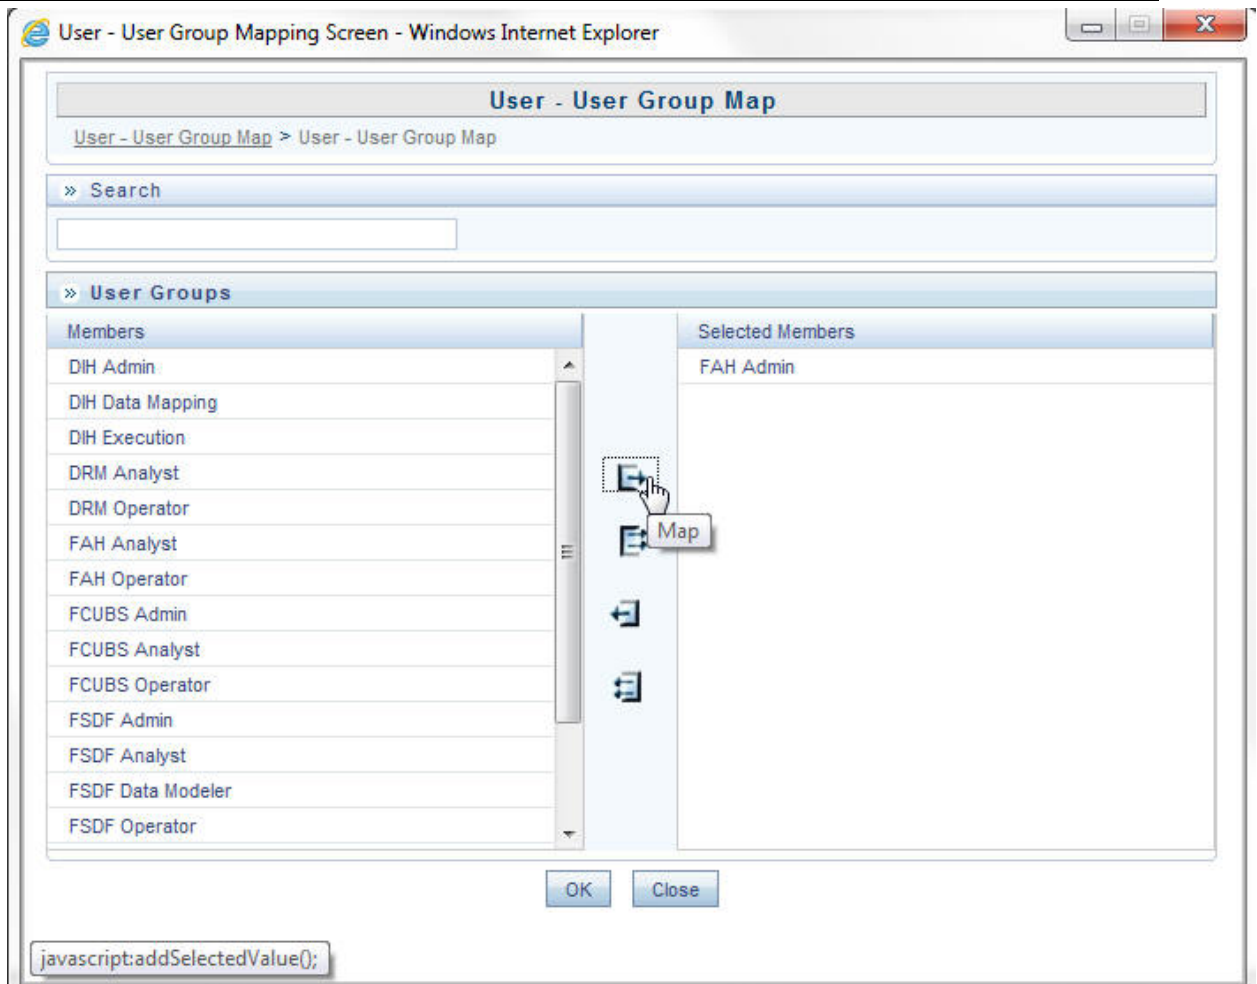 User - User Group Mapping Screen - Windows Internet Explorer
User - User Group Map
User - User Group Map > User - User Group Map
» Search
» User Groups
Members
Selected Members
DIH Admin
FAH Admin
DIH Data Mapping
DIH Execution
DRM Analyst
DRM Operator
Map
FAH Analyst
FAH Operator
FCUBS Admin
FCUBS Analyst
FCUBS Operator
FSDF Admin
FSDF Analyst
FSDF Data Modeler
FSDF Operator
OK
Close
javascript:addSelectedValue();